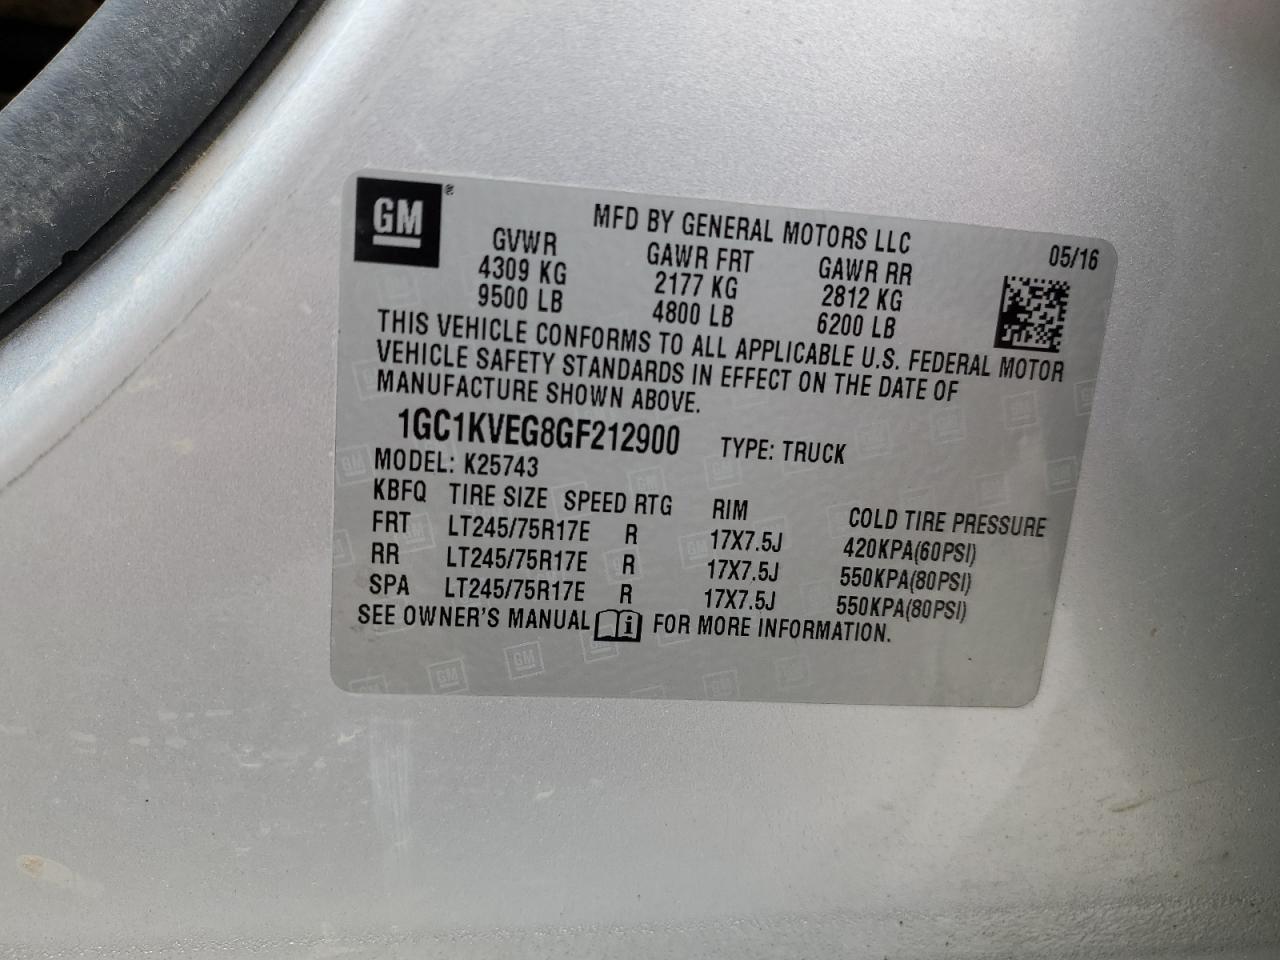 GM ®
MFD BY GENERAL MOTORS LLC 05/16
GVWR GAWR FRT GAWR RR
4309 KG 2177 KG 2812 KG
9500 LB 4800 LB 6200 LB
THIS VEHICLE CONFORMS TO ALL APPLICABLE U.S. FEDERAL MOTOR
VEHICLE SAFETY STANDARDS IN EFFECT ON THE DATE OF
MANUFACTURE SHOWN ABOVE.
1GC1KVEG8GF212900 TYPE: TRUCK
MODEL: K25743
KBFQ TIRE SIZE SPEED RTG RIM COLD TIRE PRESSURE
FRT LT245/75R17E R 17X7.5J 420KPA(60PSI)
RR LT245/75R17E R 17X7.5J 550KPA(80PSI)
SPA LT245/75R17E R 17X7.5J 550KPA(80PSI)
SEE OWNER'S MANUAL i FOR MORE INFORMATION.